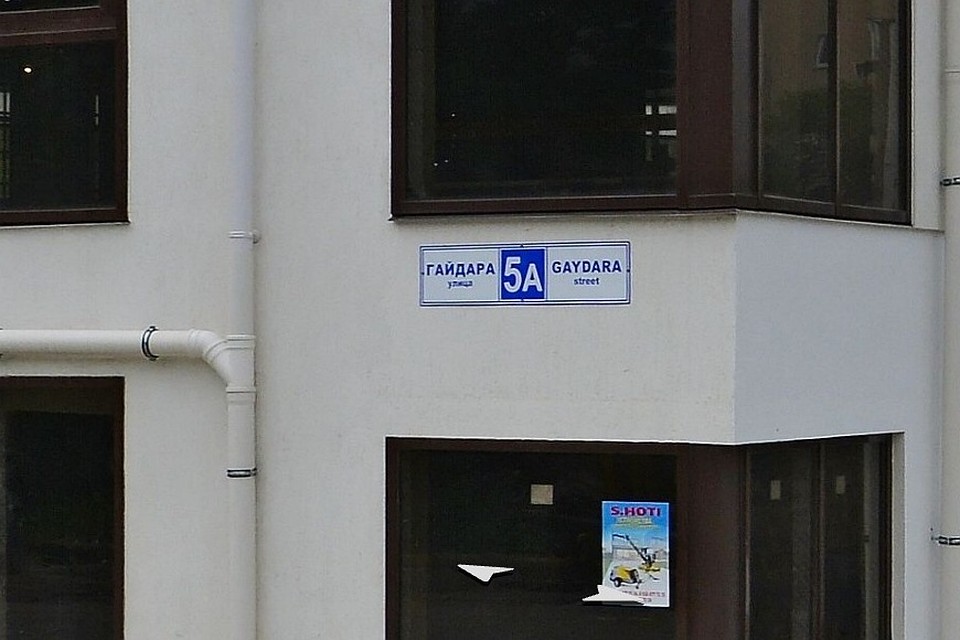 ГАЙДАРА
улица
5А
GAYDARA
street
S.HOTI